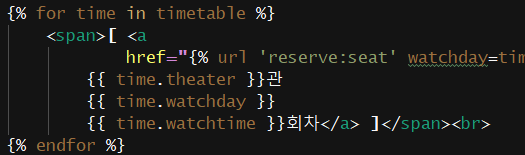 {% for time in timetable %}
<span>[ <a
href="{% url 'reserve:seat' watchday=tim
{{ time.theater }}관
{{ time.watchday }}
{{ time.watchtime }}회차</a> ]</span><br>
{% endfor %}